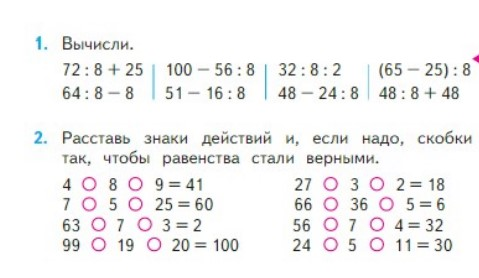 1. Вычисли.
72 : 8 + 25 | 100 − 56 : 8 | 32 : 8 : 2 | (65 − 25) : 8
64 : 8 − 8 | 51 − 16 : 8 | 48 − 24 : 8 | 48 : 8 + 48
2. Расставь знаки действий и, если надо, скобки
так, чтобы равенства стали верными.
4 ○ 8 ○ 9 = 41 27 ○ 3 ○ 2 = 18
7 ○ 5 ○ 25 = 60 66 ○ 36 ○ 5 = 6
63 ○ 7 ○ 3 = 2 56 ○ 7 ○ 4 = 32
99 ○ 19 ○ 20 = 100 24 ○ 5 ○ 11 = 30